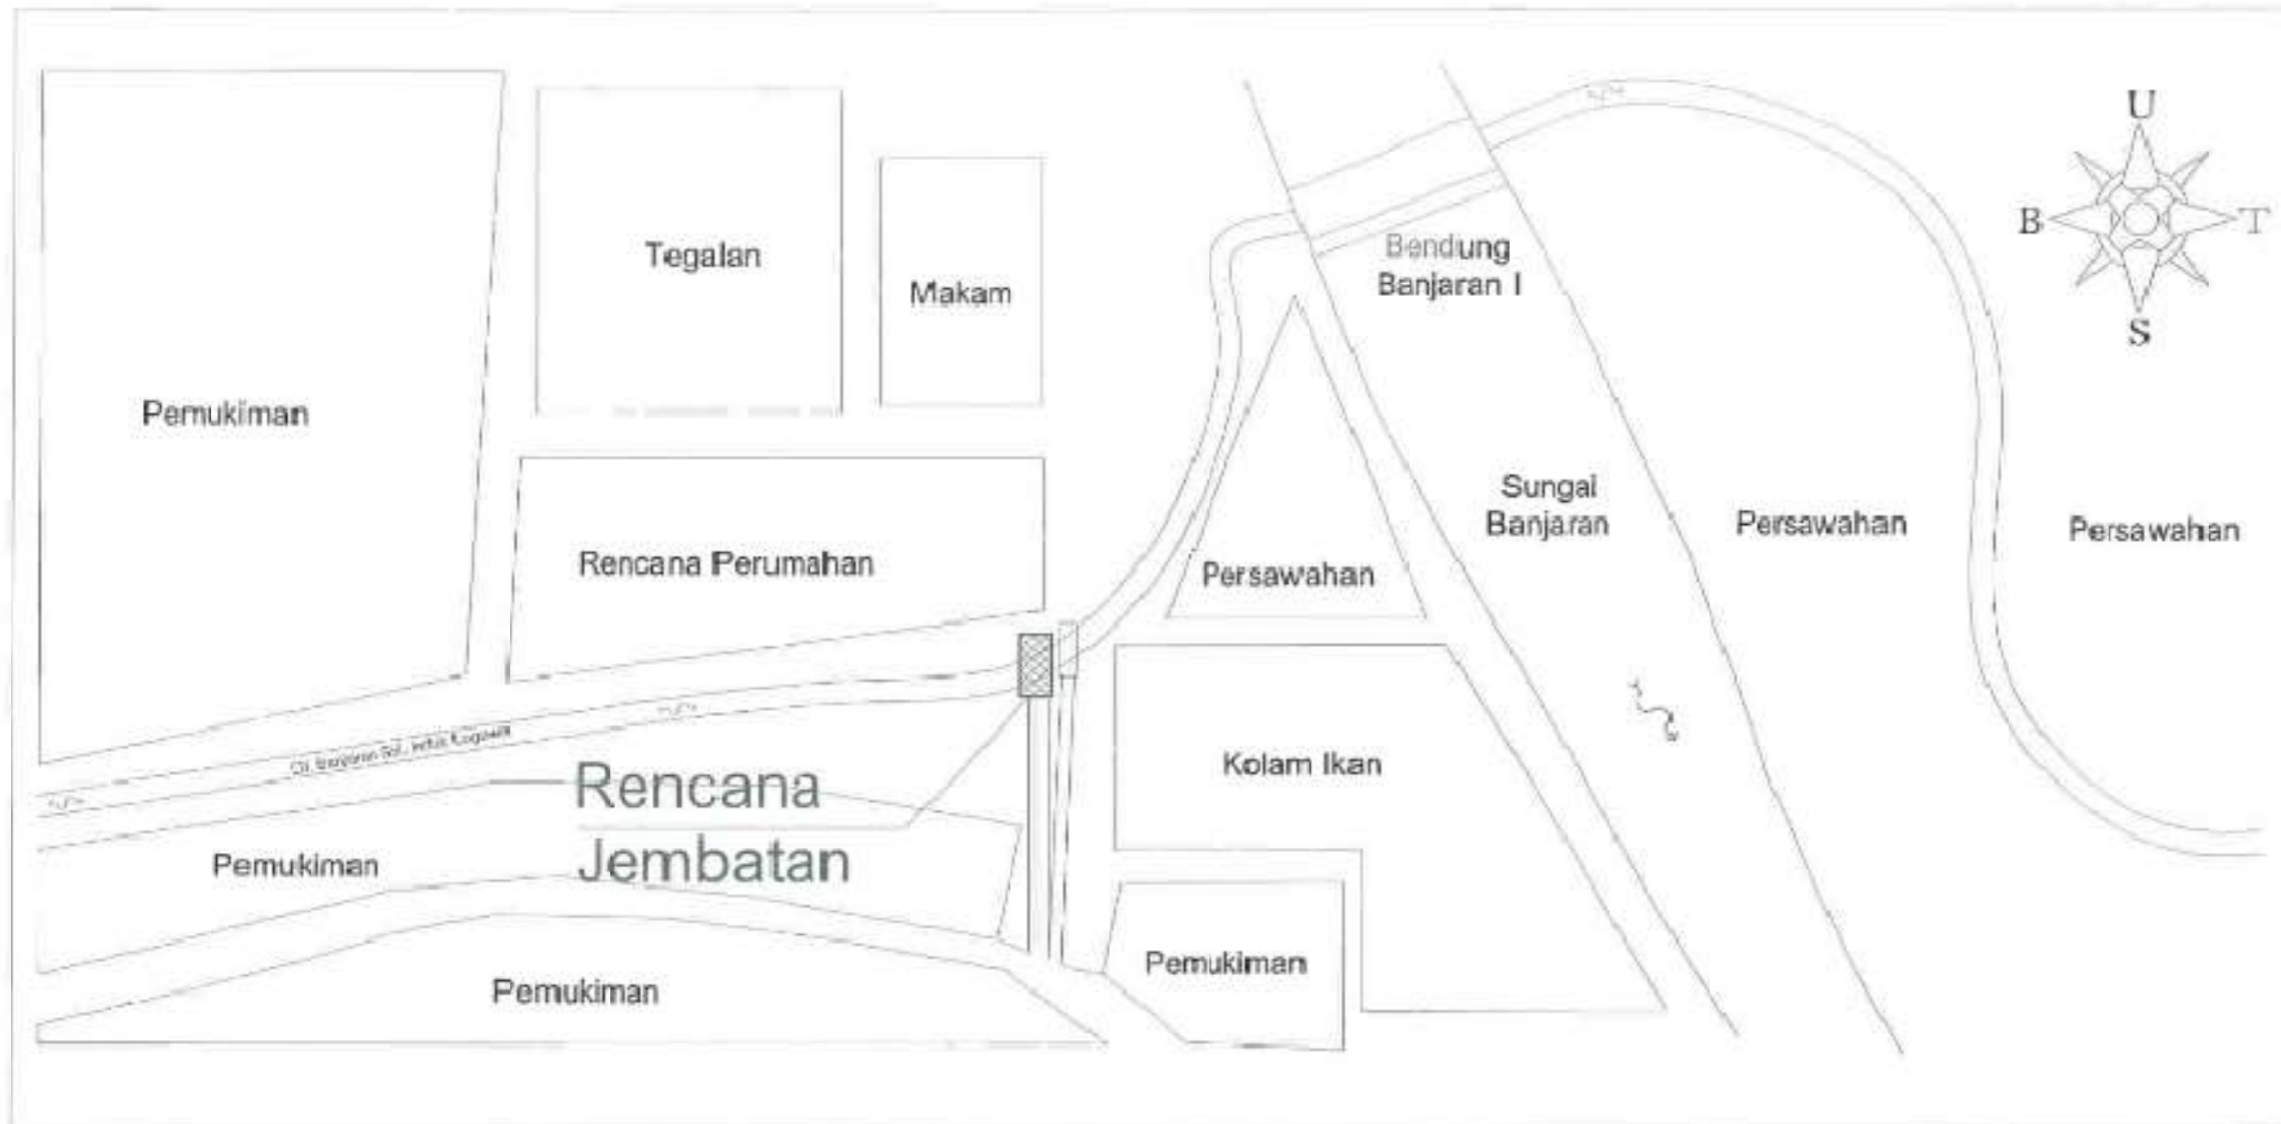 U
B
T
S
Tegalan
Makam
Bendung
Banjaran I
Pemukiman
Sungai
Banjaran
Persawahan
Persawahan
Rencana Perumahan
Persawahan
Kolam Ikan
Rencana
Jembatan
Pemukiman
Pemukiman
Pemukiman